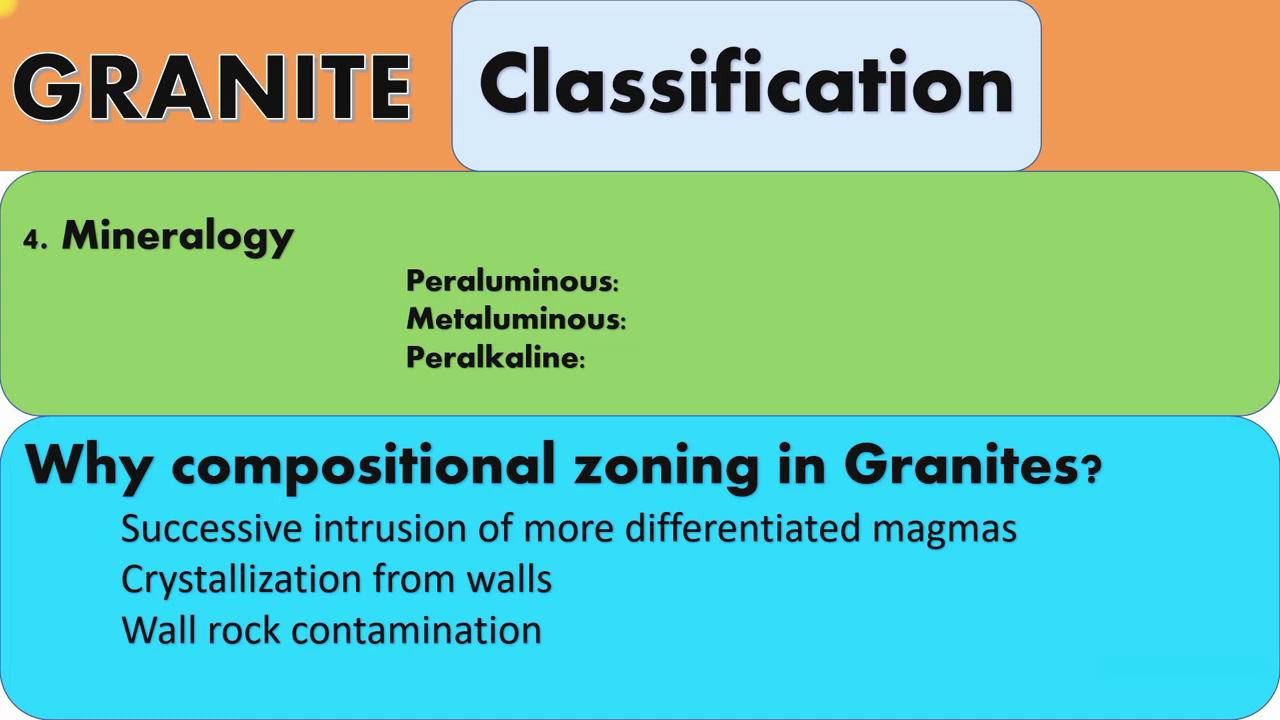 GRANITE Classification
4. Mineralogy
Peraluminous:
Metaluminous:
Peralkaline:
Why compositional zoning in Granites?
Successive intrusion of more differentiated magmas
Crystallization from walls
Wall rock contamination